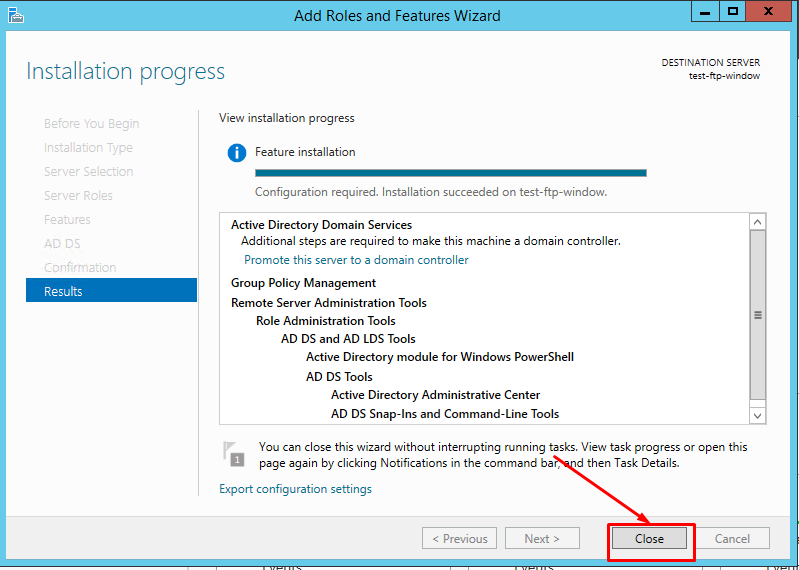 Add Roles and Features Wizard
Installation progress
DESTINATION SERVER
test-ftp-window
Before You Begin
Installation Type
Server Selection
Server Roles
Features
AD DS
Confirmation
Results
View installation progress
Feature installation
Configuration required. Installation succeeded on test-ftp-window.
Active Directory Domain Services
Additional steps are required to make this machine a domain controller.
Promote this server to a domain controller
Group Policy Management
Remote Server Administration Tools
Role Administration Tools
AD DS and AD LDS Tools
Active Directory module for Windows PowerShell
AD DS Tools
Active Directory Administrative Center
AD DS Snap-Ins and Command-Line Tools
1
You can close this wizard without interrupting running tasks. View task progress or open this
page again by clicking Notifications in the command bar, and then Task Details.
Export configuration settings
< Previous
Next >
Close
Cancel